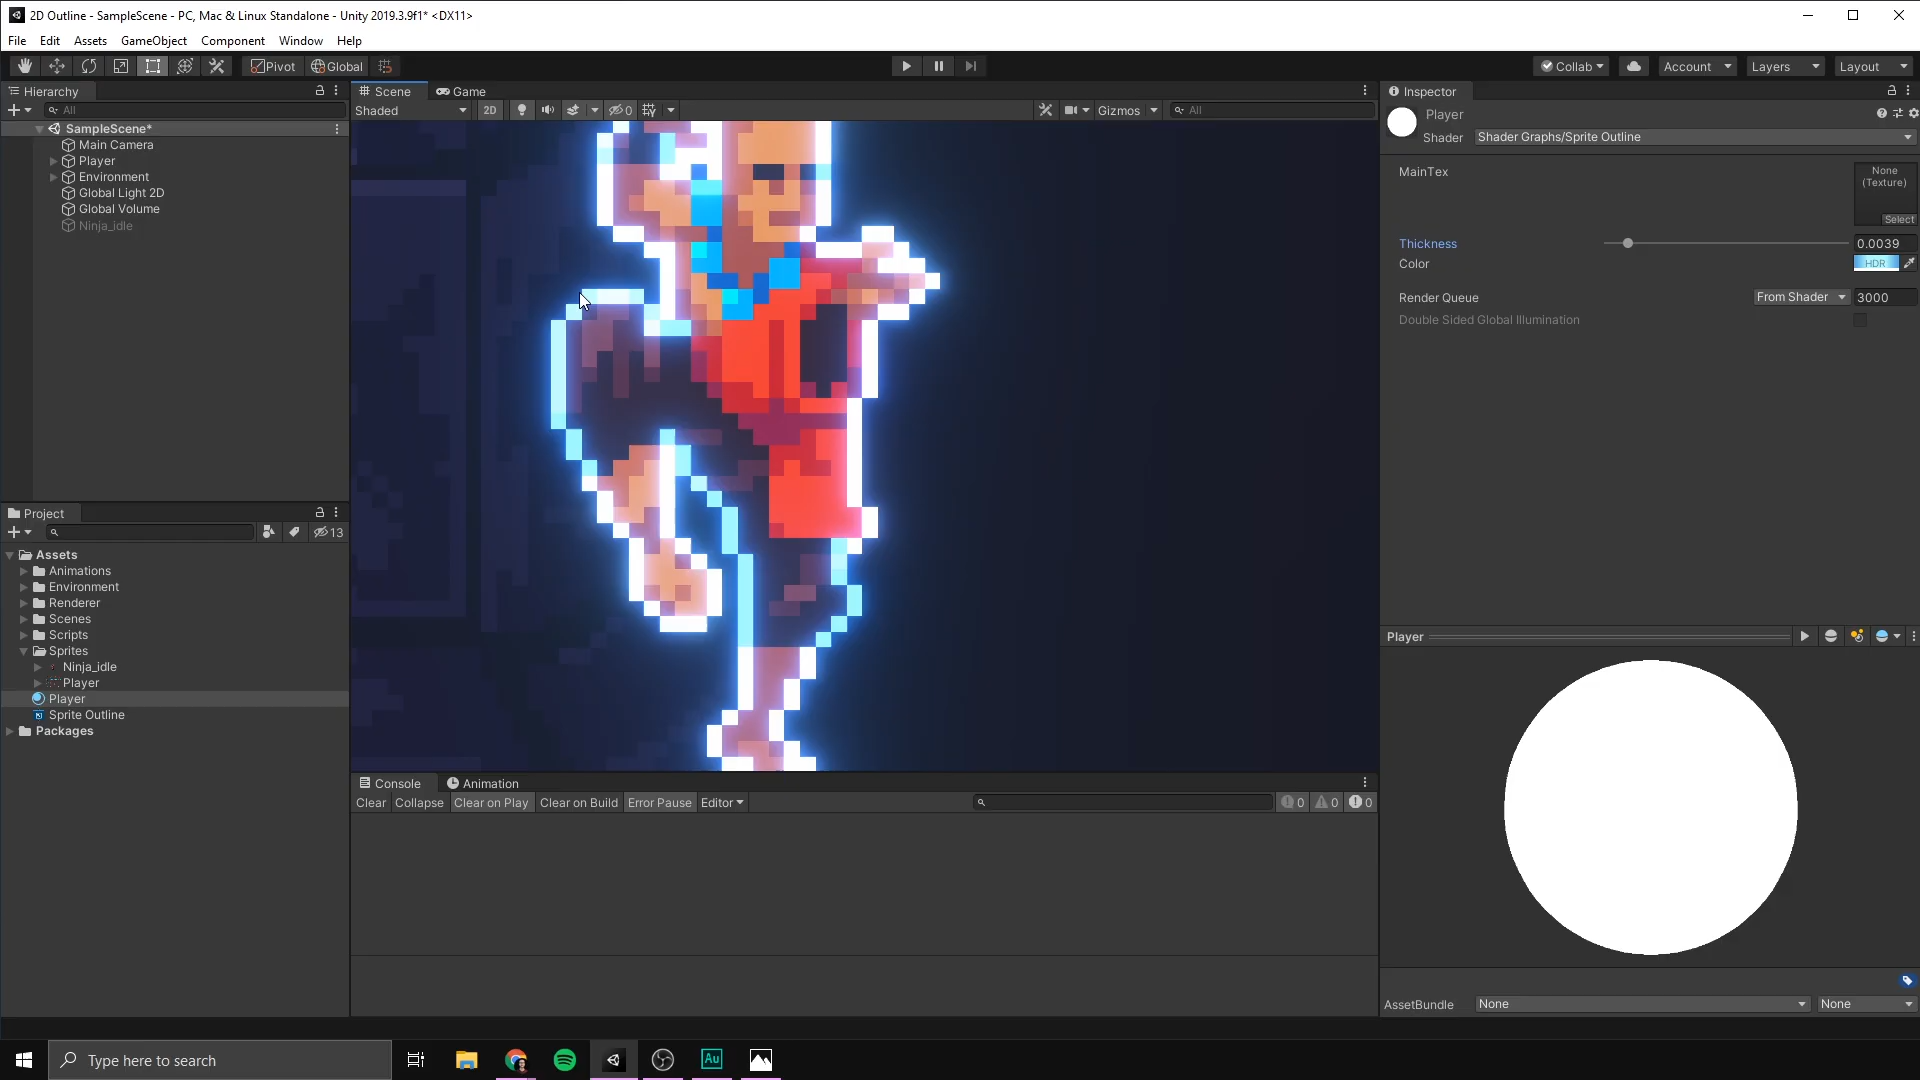 2D Outline - SampleScene - PC, Mac & Linux Standalone - Unity 2019.3.9f1* <DX11>
File Edit Assets GameObject Component Window Help
Pivot Global Collab Account Layers Layout
Hierarchy
All
SampleScene*
Main Camera
Player
Environment
Global Light 2D
Global Volume
Ninja_idle
Scene Game
Shaded 2D 0 Gizmos All
Inspector
Player
Shader Shader Graphs/Sprite Outline
MainTex
None
(Texture)
Select
Thickness 0.0039
Color HDR
Render Queue From Shader 3000
Double Sided Global Illumination
Project
13
Assets
Animations
Environment
Renderer
Scenes
Scripts
Sprites
Ninja_idle
Player
Player
Sprite Outline
Packages
Console Animation
Clear Collapse Clear on Play Clear on Build Error Pause Editor 0 0 0
Player
AssetBundle None None
Type here to search
Au